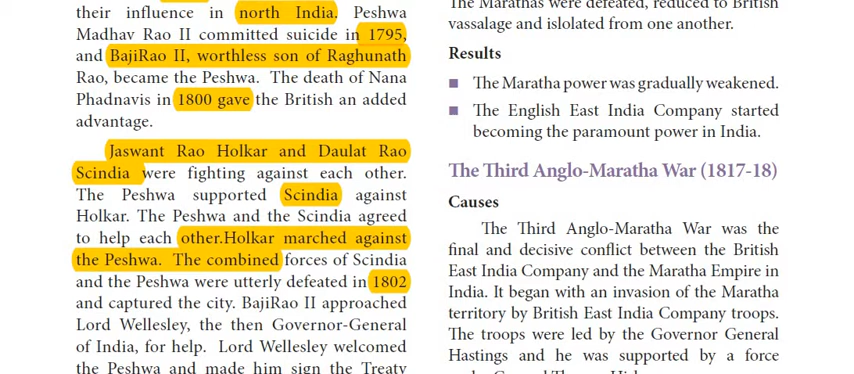 their influence in north India. Peshwa
Madhav Rao II committed suicide in 1795,
and BajiRao II, worthless son of Raghunath
Rao, became the Peshwa. The death of Nana
Phadnavis in 1800 gave the British an added
advantage.
Jaswant Rao Holkar and Daulat Rao
Scindia were fighting against each other.
The Peshwa supported Scindia against
Holkar. The Peshwa and the Scindia agreed
to help each other.Holkar marched against
the Peshwa. The combined forces of Scindia
and the Peshwa were utterly defeated in 1802
and captured the city. BajiRao II approached
Lord Wellesley, the then Governor-General
of India, for help. Lord Wellesley welcomed
the Peshwa and made him sign the Treaty
The Marathas were defeated, reduced to British
vassalage and islolated from one another.
Results
■ The Maratha power was gradually weakened.
■ The English East India Company started
becoming the paramount power in India.
The Third Anglo-Maratha War (1817-18)
Causes
The Third Anglo-Maratha War was the
final and decisive conflict between the British
East India Company and the Maratha Empire in
India. It began with an invasion of the Maratha
territory by British East India Company troops.
The troops were led by the Governor General
Hastings and he was supported by a force